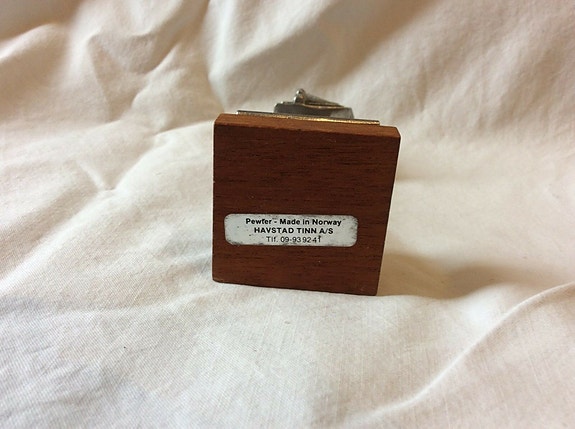 Pewter - Made in Norway
HAVSTAD TINN A/S
Tlf. 09-939241